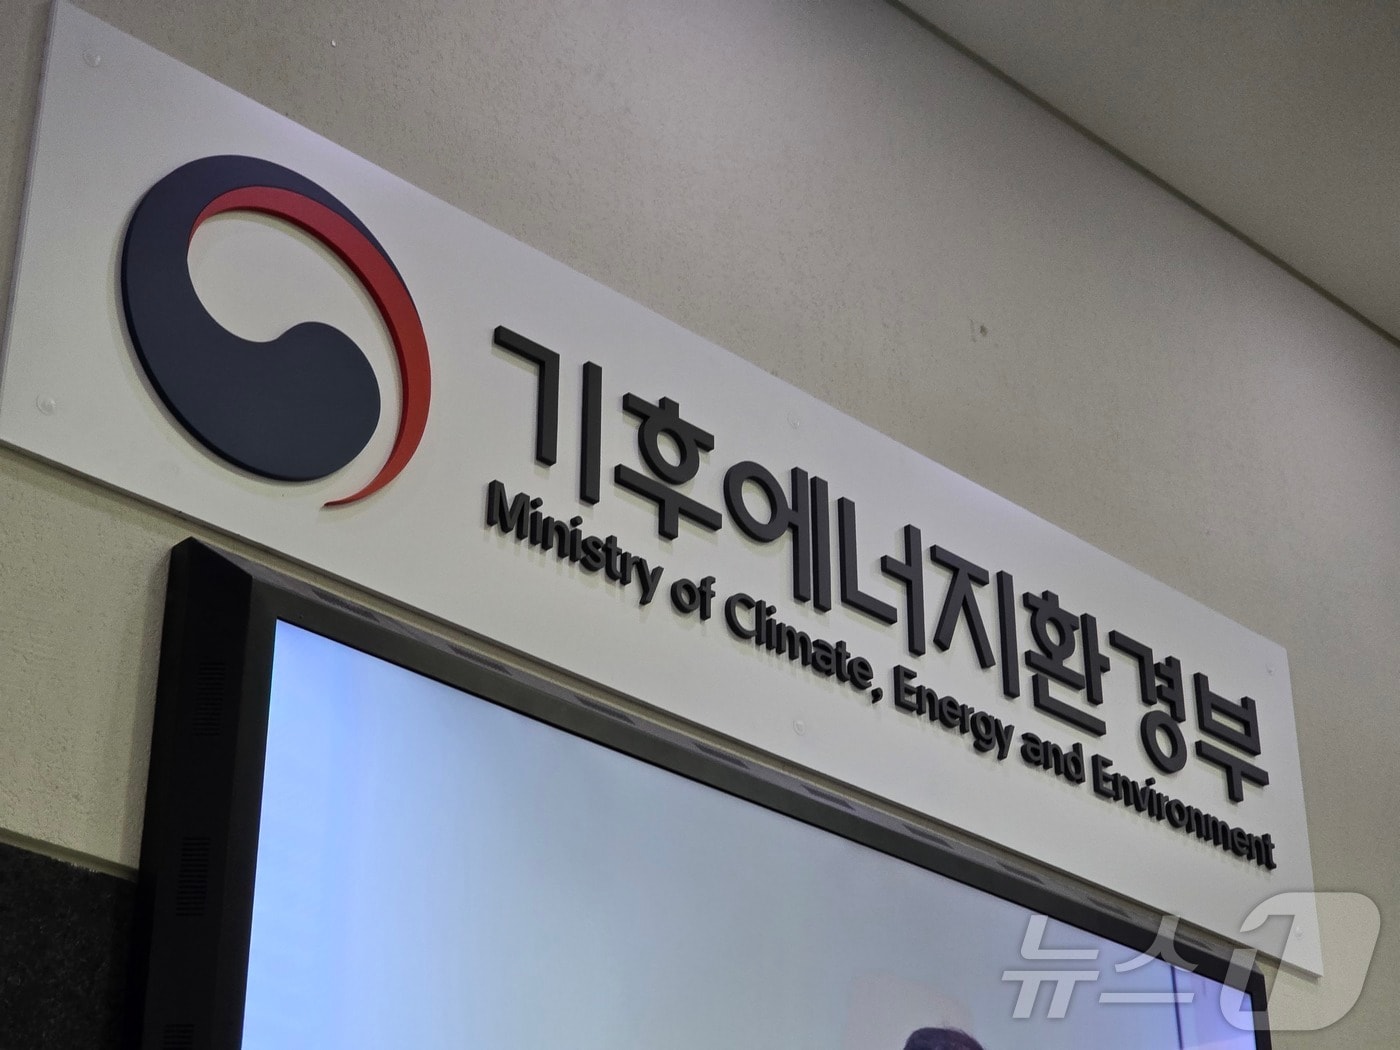 기후에너지환경부
Ministry of Climate, Energy and Environment
뉴스1